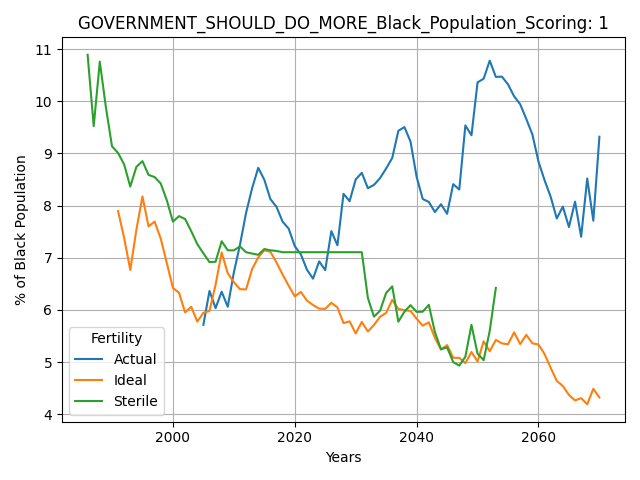 GOVERNMENT_SHOULD_DO_MORE_Black_Population_Scoring: 1
% of Black Population
11
10
9
8
7
6
5
4
Fertility
Actual
Ideal
Sterile
2000
2020
2040
2060
Years